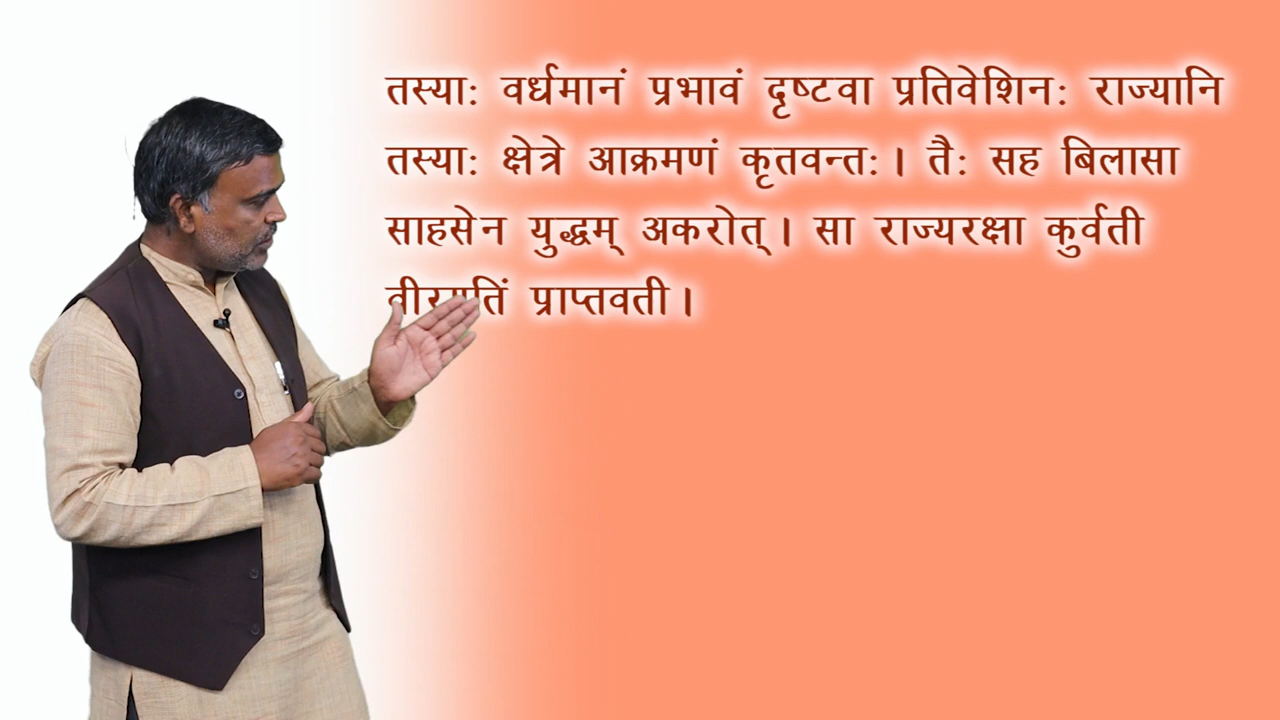 तस्याः वर्धमानं प्रभावं दृष्टवा प्रतिवेशिनः राज्यानि
तस्याः क्षेत्रे आक्रमणं कृतवन्तः। तैः सह बिलासा
साहसेन युद्धम् अकरोत्। सा राज्यरक्षा कुर्वती
प्राप्तवती।